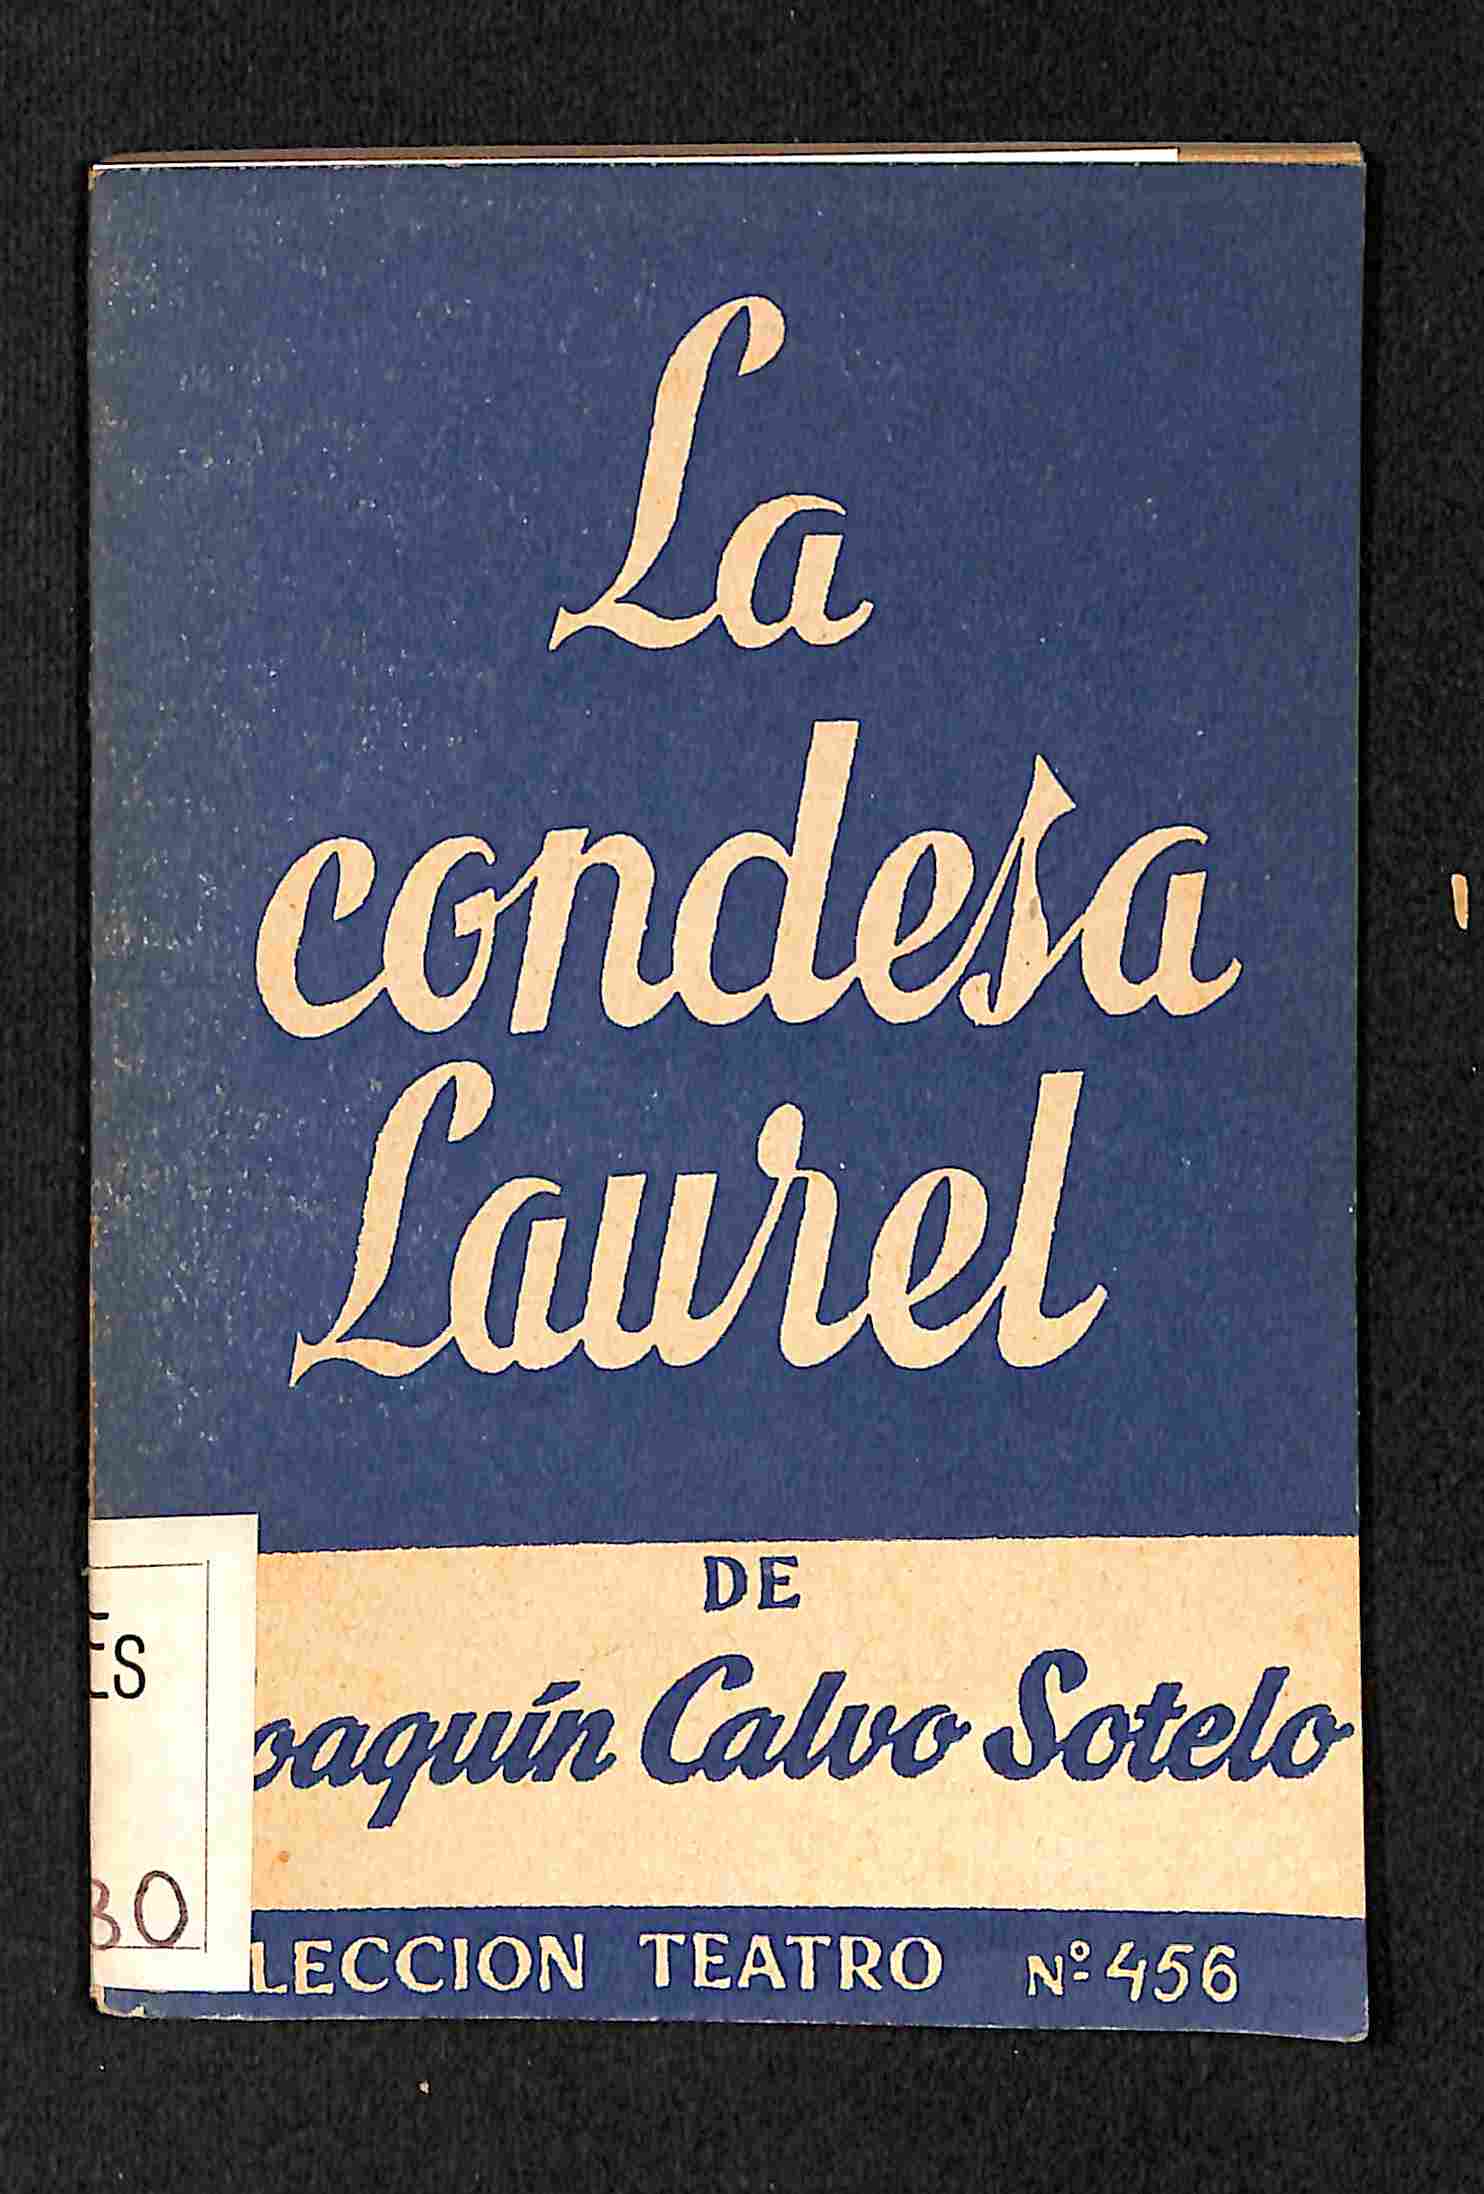 La
condesa
Laurel
DE
oaquín Calvo Sotelo
LECCION TEATRO Nº 456
ES
30